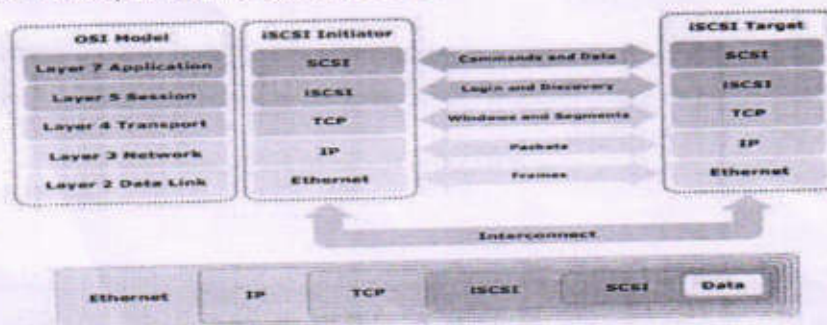 OSI Model
Layer 7 Application
Layer 5 Session
Layer 4 Transport
Layer 3 Network
Layer 2 Data Link
iSCSI Initiator
SCSI
iSCSI
TCP
IP
Ethernet
Commands and Data
Login and Discovery
Windows and Segments
Packets
Frames
iSCSI Target
SCSI
iSCSI
TCP
IP
Ethernet
Interconnect
Ethernet
IP
TCP
iSCSI
SCSI
Data